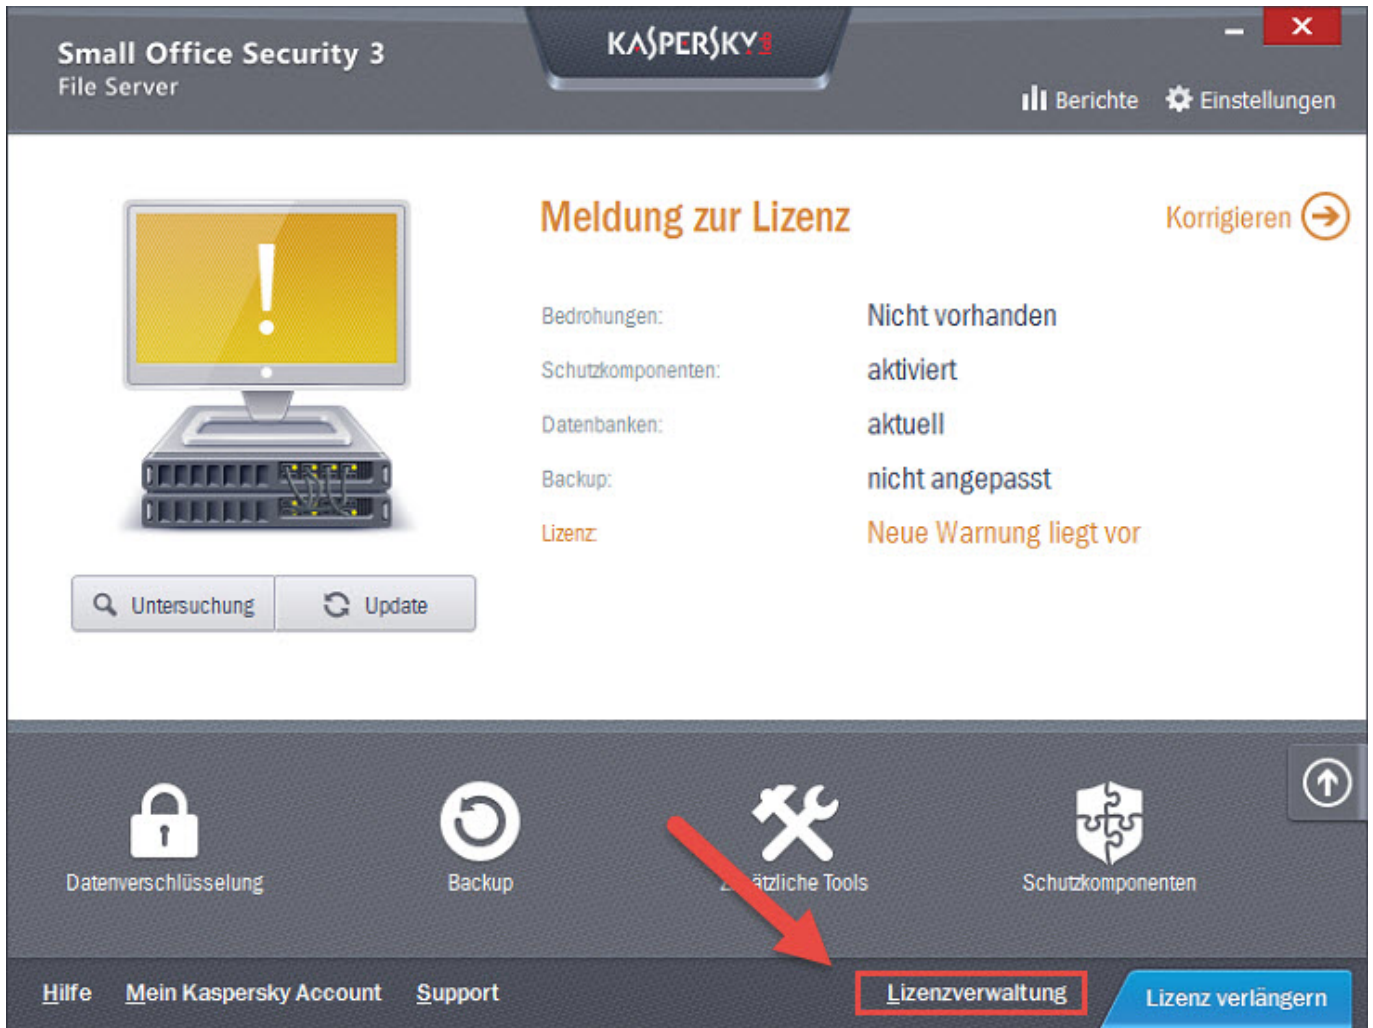 Small Office Security 3
File Server
KASPERSKY lab
Berichte
Einstellungen
Meldung zur Lizenz
Korrigieren
Bedrohungen: Nicht vorhanden
Schutzkomponenten: aktiviert
Datenbanken: aktuell
Backup: nicht angepasst
Lizenz: Neue Warnung liegt vor
Untersuchung
Update
Datenverschlüsselung
Backup
Tools
Schutzkomponenten
Hilfe
Mein Kaspersky Account
Support
Lizenzverwaltung
Lizenz verlängern